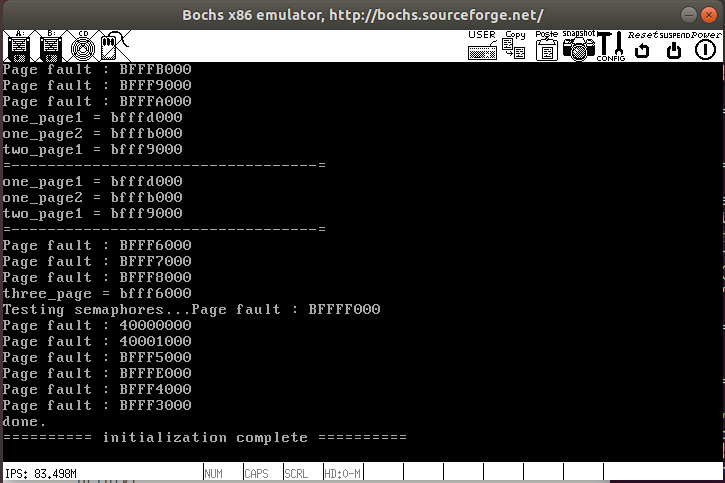 Bochs x86 emulator, http://bochs.sourceforge.net/
A: B: CD USER Copy Paste snapshot CONFIG Reset SUSPEND Power
Page fault : BFFFB000
Page fault : BFFF9000
Page fault : BFFFA000
one_page1 = bfffd000
one_page2 = bfffb000
two_page1 = bfff9000
=----------------------------------=
one_page1 = bfffd000
one_page2 = bfffb000
two_page1 = bfff9000
=----------------------------------=
Page fault : BFFF6000
Page fault : BFFF7000
Page fault : BFFF8000
three_page = bfff6000
Testing semaphores...Page fault : BFFFF000
Page fault : 40000000
Page fault : 40001000
Page fault : BFFF5000
Page fault : BFFFE000
Page fault : BFFF4000
Page fault : BFFF3000
done.
========== initialization complete ==========
IPS: 83.498M NUM CAPS SCRL HD:0-M